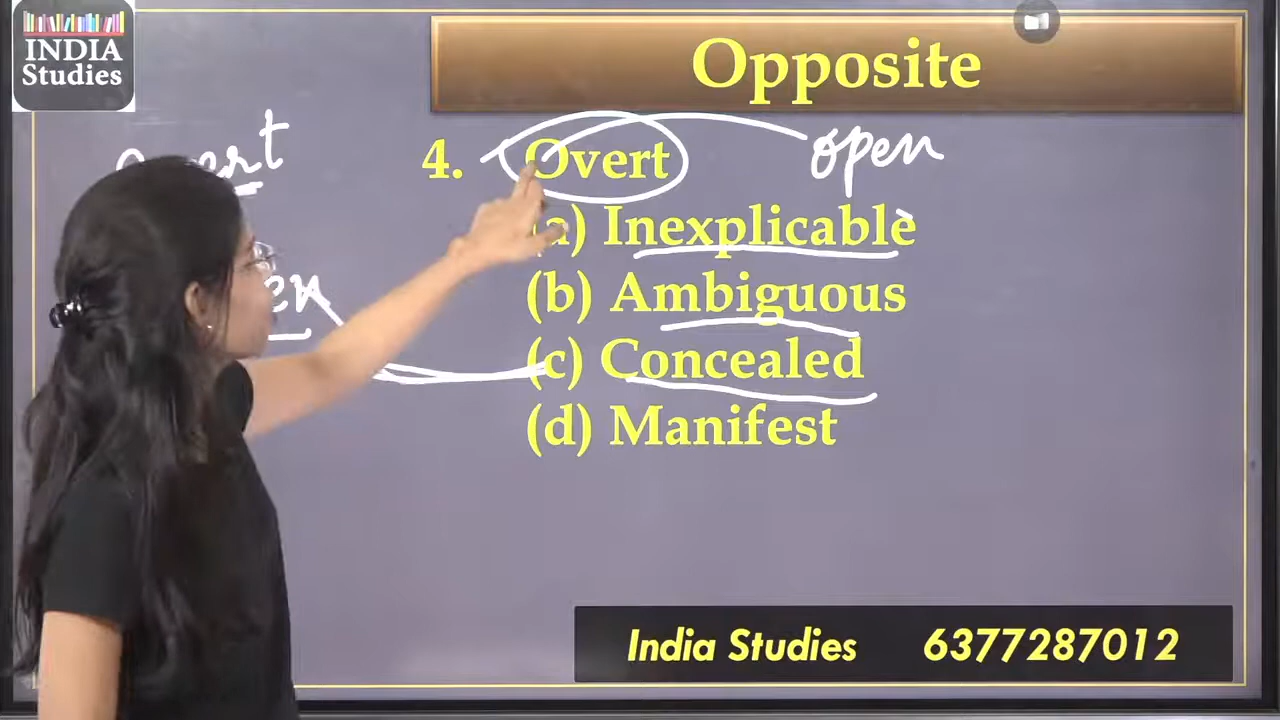 INDIA
Studies
Opposite
4. Overt
open
(a) Inexplicable
(b) Ambiguous
(c) Concealed
(d) Manifest
India Studies 6377287012